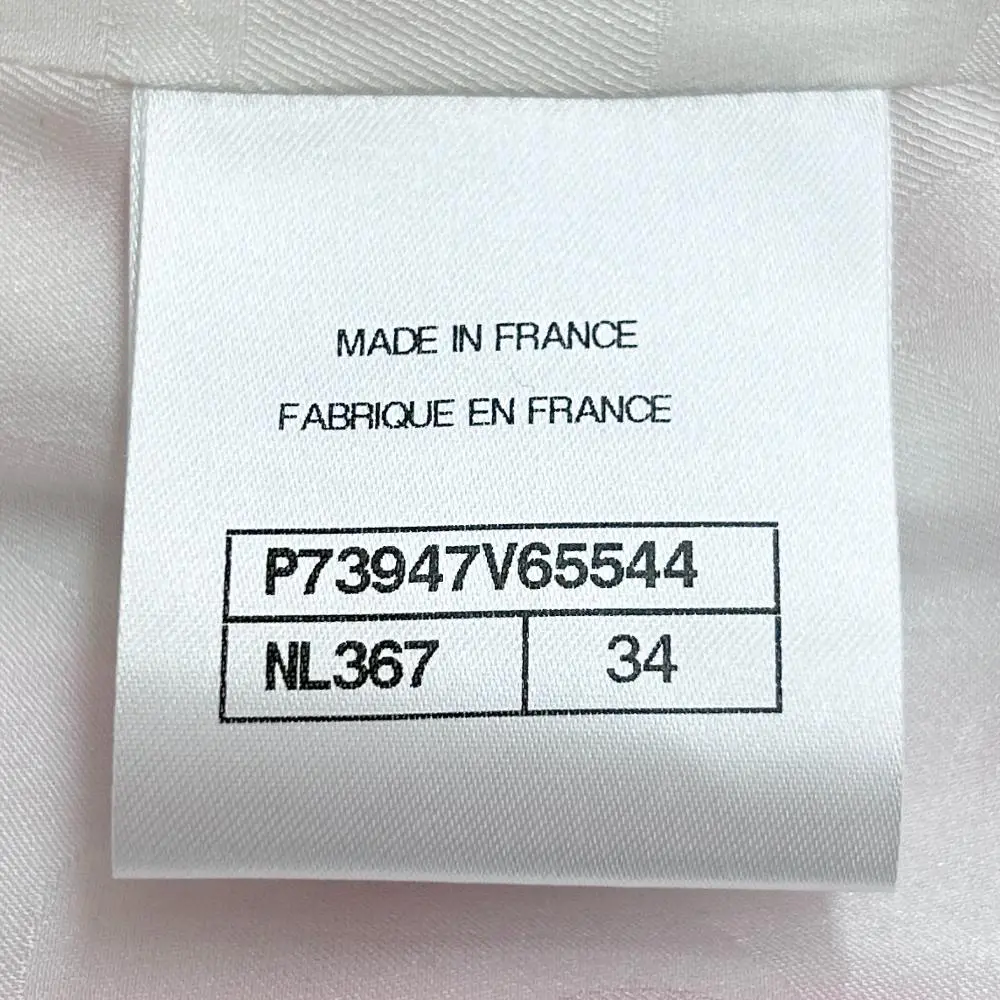 MADE IN FRANCE
FABRIQUE EN FRANCE
P73947V65544
NL367 34